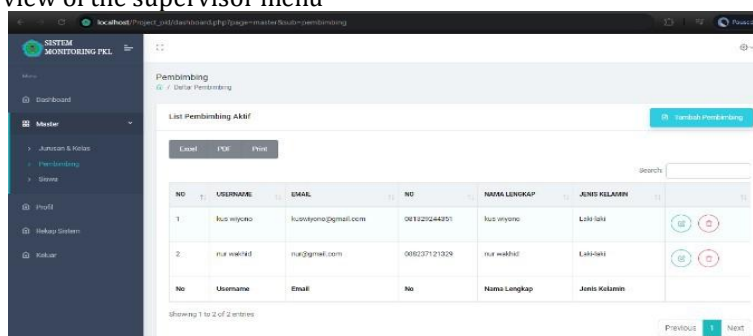 view of the supervisor menu
localhost/Project_pkl/dashboard.php?page=master&sub=pembimbing
SISTEM
MONITORING PKL
Menu
Dashboard
Master
Jurusan & Kelas
Pembimbing
Siswa
Profil
Rekap Sistem
Keluar
Pembimbing
/ Daftar Pembimbing
List Pembimbing Aktif
Tambah Pembimbing
Excel PDF Print
Search:
NO USERNAME EMAIL NO NAMA LENGKAP JENIS KELAMIN
1 kus wiyono kuswiyono@gmail.com 081329244351 kus wiyono Laki-laki
2 nur wakhid nur@gmail.com 008237121329 nur wakhid Laki-laki
No Username Email No Nama Lengkap Jenis Kelamin
Showing 1 to 2 of 2 entries
Previous 1 Next